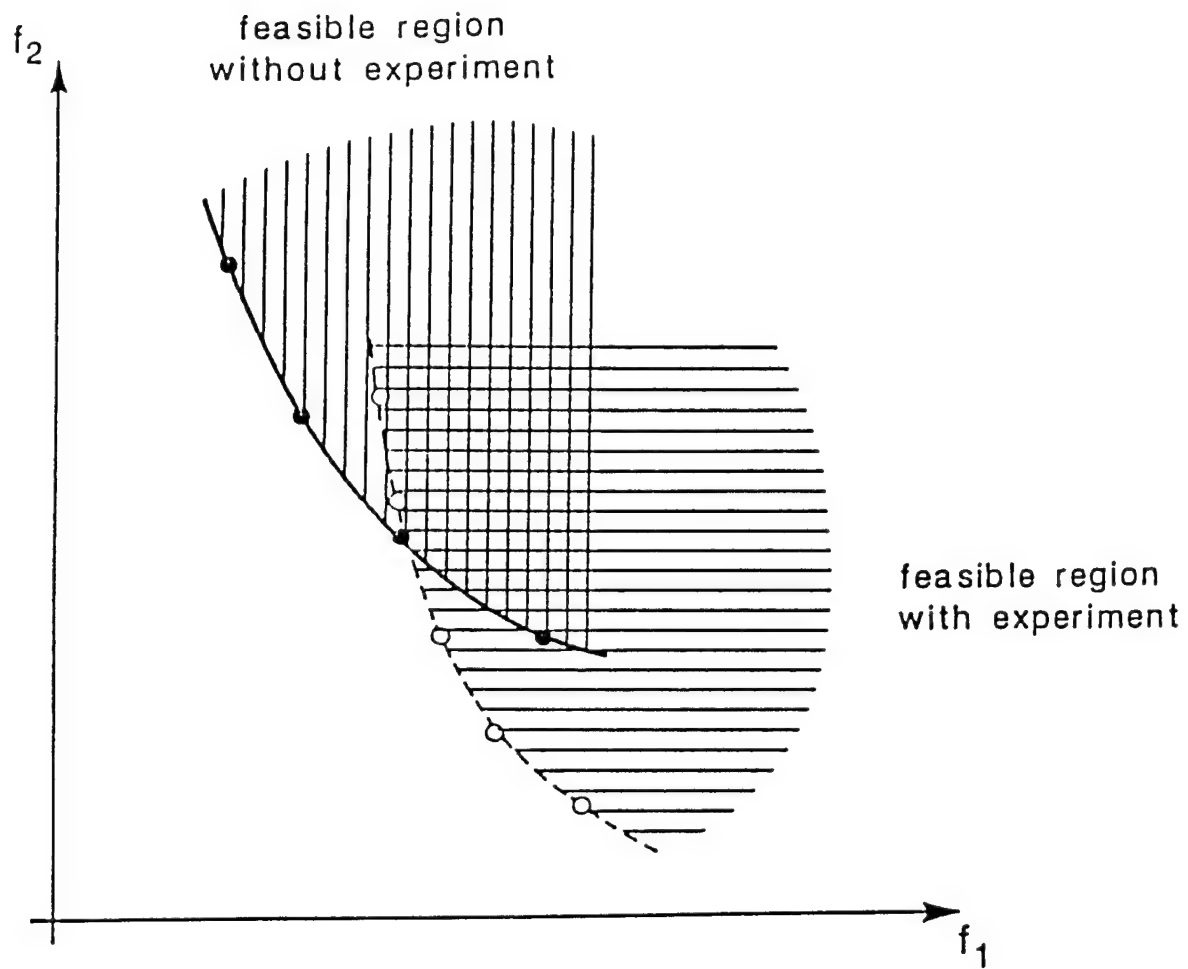 f2
feasible region
without experiment
feasible region
with experiment
f1